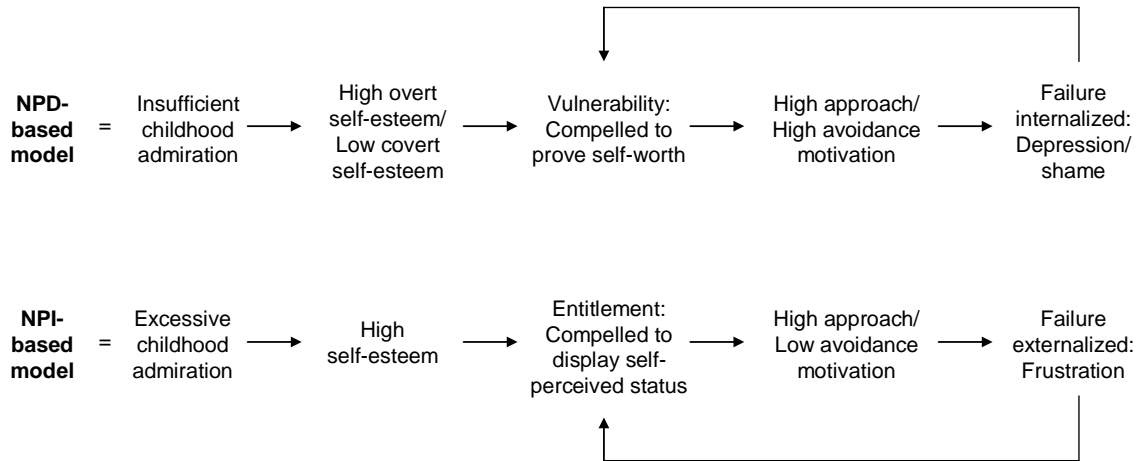 NPD-
based
model
=
Insufficient
childhood
admiration
High overt
self-esteem/
Low covert
self-esteem
Vulnerability:
Compelled to
prove self-worth
High approach/
High avoidance
motivation
Failure
internalized:
Depression/
shame
NPI-
based
model
=
Excessive
childhood
admiration
High
self-esteem
Entitlement:
Compelled to
display self-
perceived status
High approach/
Low avoidance
motivation
Failure
externalized:
Frustration